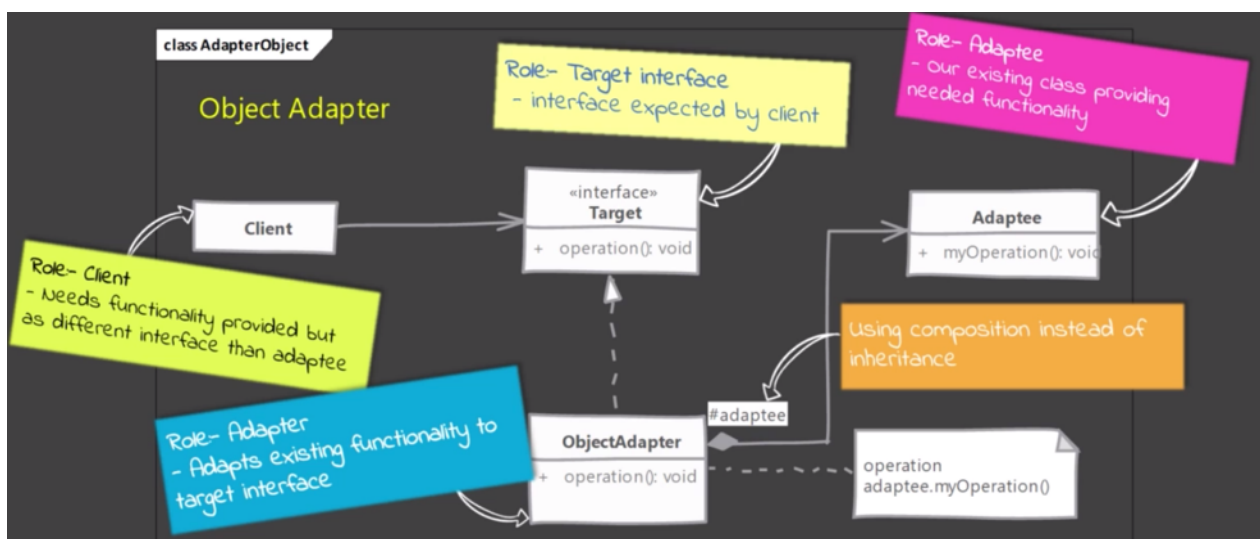 class AdapterObject
Object Adapter
Role- Target interface
- interface expected by client
Role- Adaptee
- Our existing class providing
needed functionality
«interface»
Target
+ operation(): void
Client
Adaptee
+ myOperation(): void
Role- Client
- Needs functionality provided but
as different interface than adaptee
Using composition instead of
inheritance
Role- Adapter
- Adapts existing functionality to
target interface
#adaptee
ObjectAdapter
+ operation(): void
operation
adaptee.myOperation()